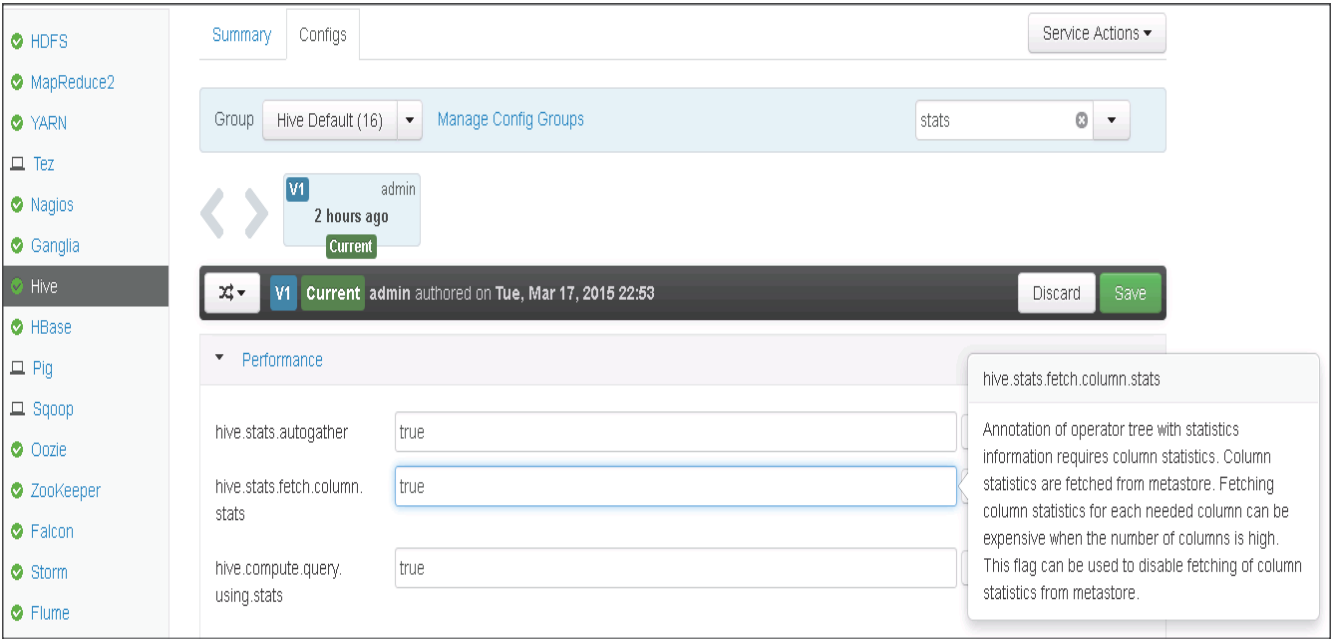 HDFS
MapReduce2
YARN
Tez
Nagios
Ganglia
Hive
HBase
Pig
Sqoop
Oozie
ZooKeeper
Falcon
Storm
Flume
Summary
Configs
Service Actions
Group
Hive Default (16)
Manage Config Groups
stats
V1
admin
2 hours ago
Current
V1 Current admin authored on Tue, Mar 17, 2015 22:53
Discard
Save
Performance
hive.stats.autogather
true
hive.stats.fetch.column.
stats
true
hive.compute.query.
using.stats
true
hive.stats.fetch.column.stats
Annotation of operator tree with statistics
information requires column statistics. Column
statistics are fetched from metastore. Fetching
column statistics for each needed column can be
expensive when the number of columns is high.
This flag can be used to disable fetching of column
statistics from metastore.